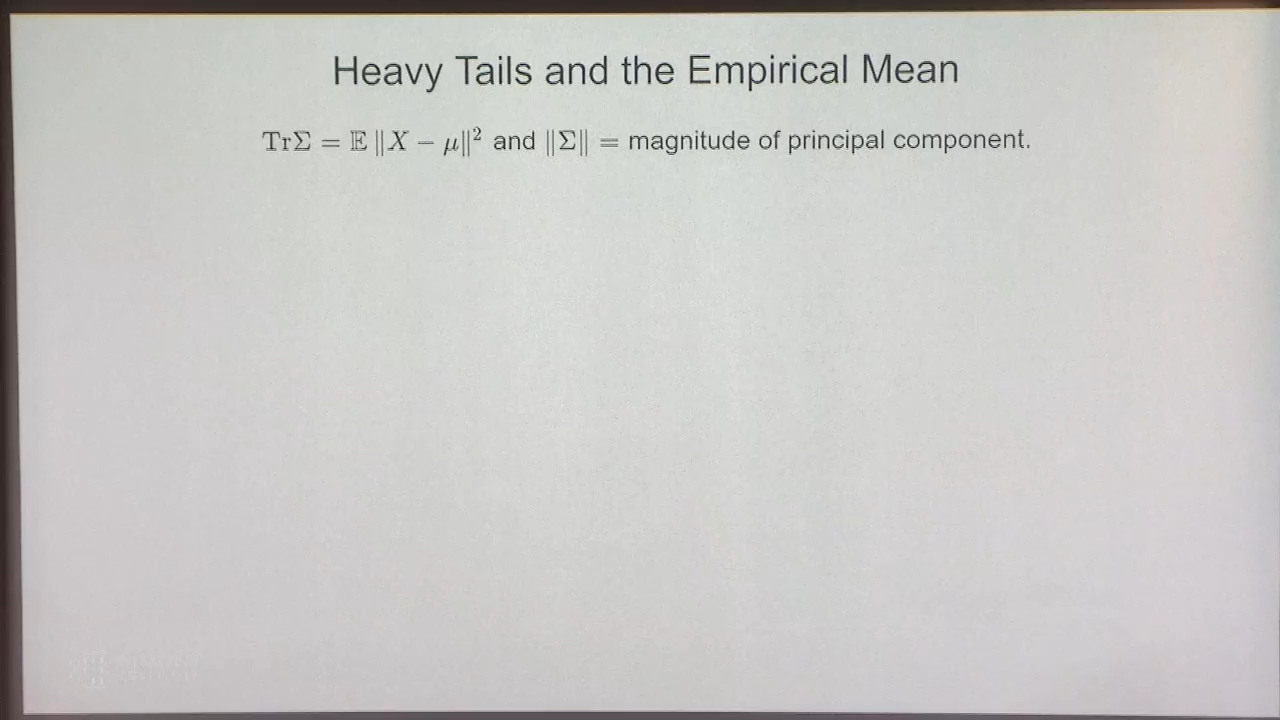 Heavy Tails and the Empirical Mean
TrΣ = 𝔼 ‖X − μ‖² and ‖Σ‖ = magnitude of principal component.